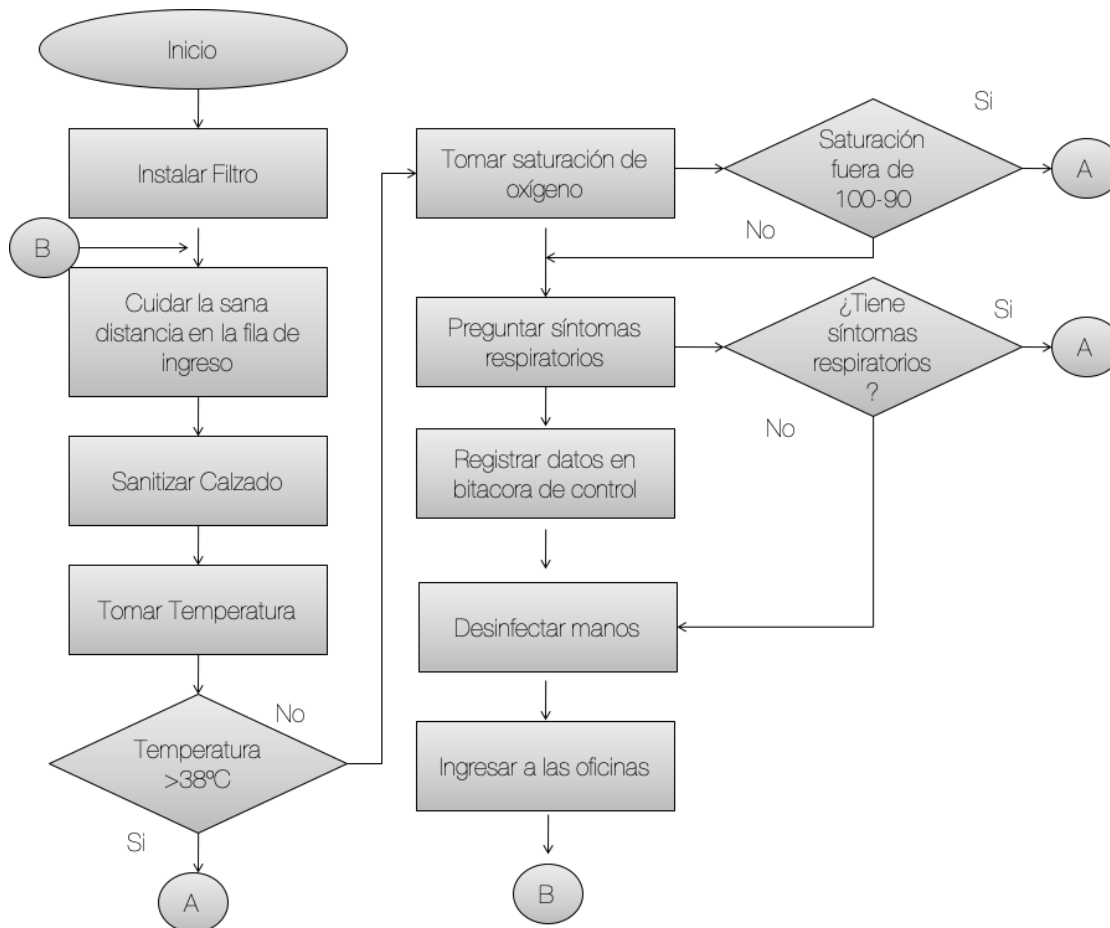 Inicio
Instalar Filtro
B
Cuidar la sana
distancia en la fila de
ingreso
Sanitizar Calzado
Tomar Temperatura
Temperatura
>38ºC
No
Si
A
Tomar saturación de
oxígeno
Saturación
fuera de
100-90
Si
A
No
Preguntar síntomas
respiratorios
¿Tiene
síntomas
respiratorios
?
Si
A
No
Registrar datos en
bitacora de control
Desinfectar manos
Ingresar a las oficinas
B